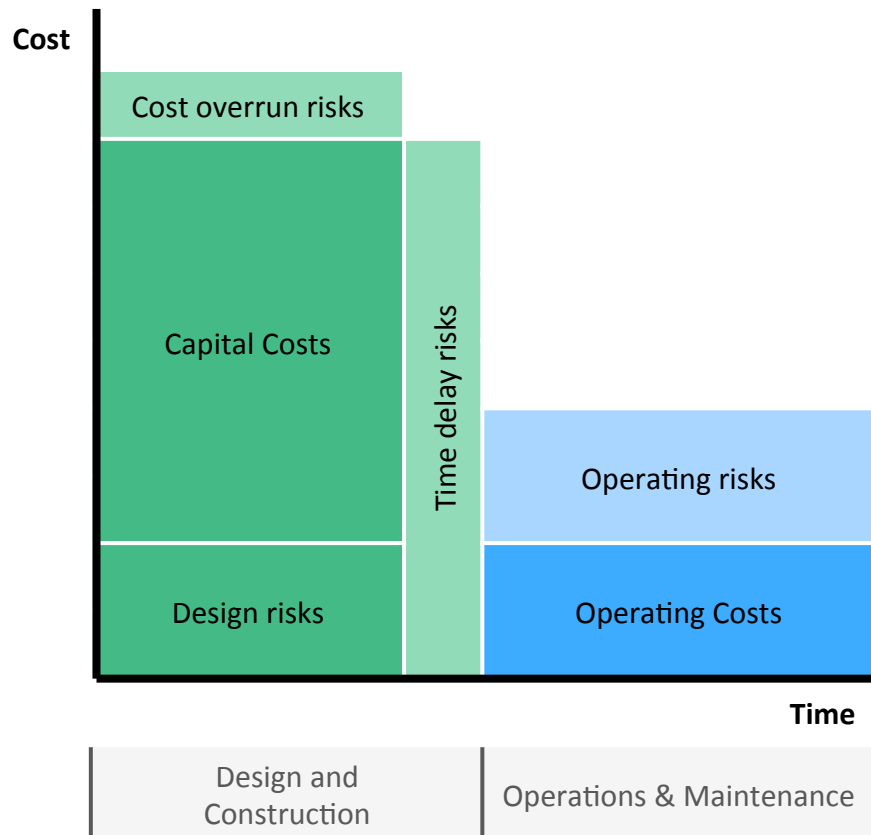 Cost
Cost overrun risks
Capital Costs
Time delay risks
Operating risks
Design risks
Operating Costs
Time
Design and
Construction
Operations & Maintenance